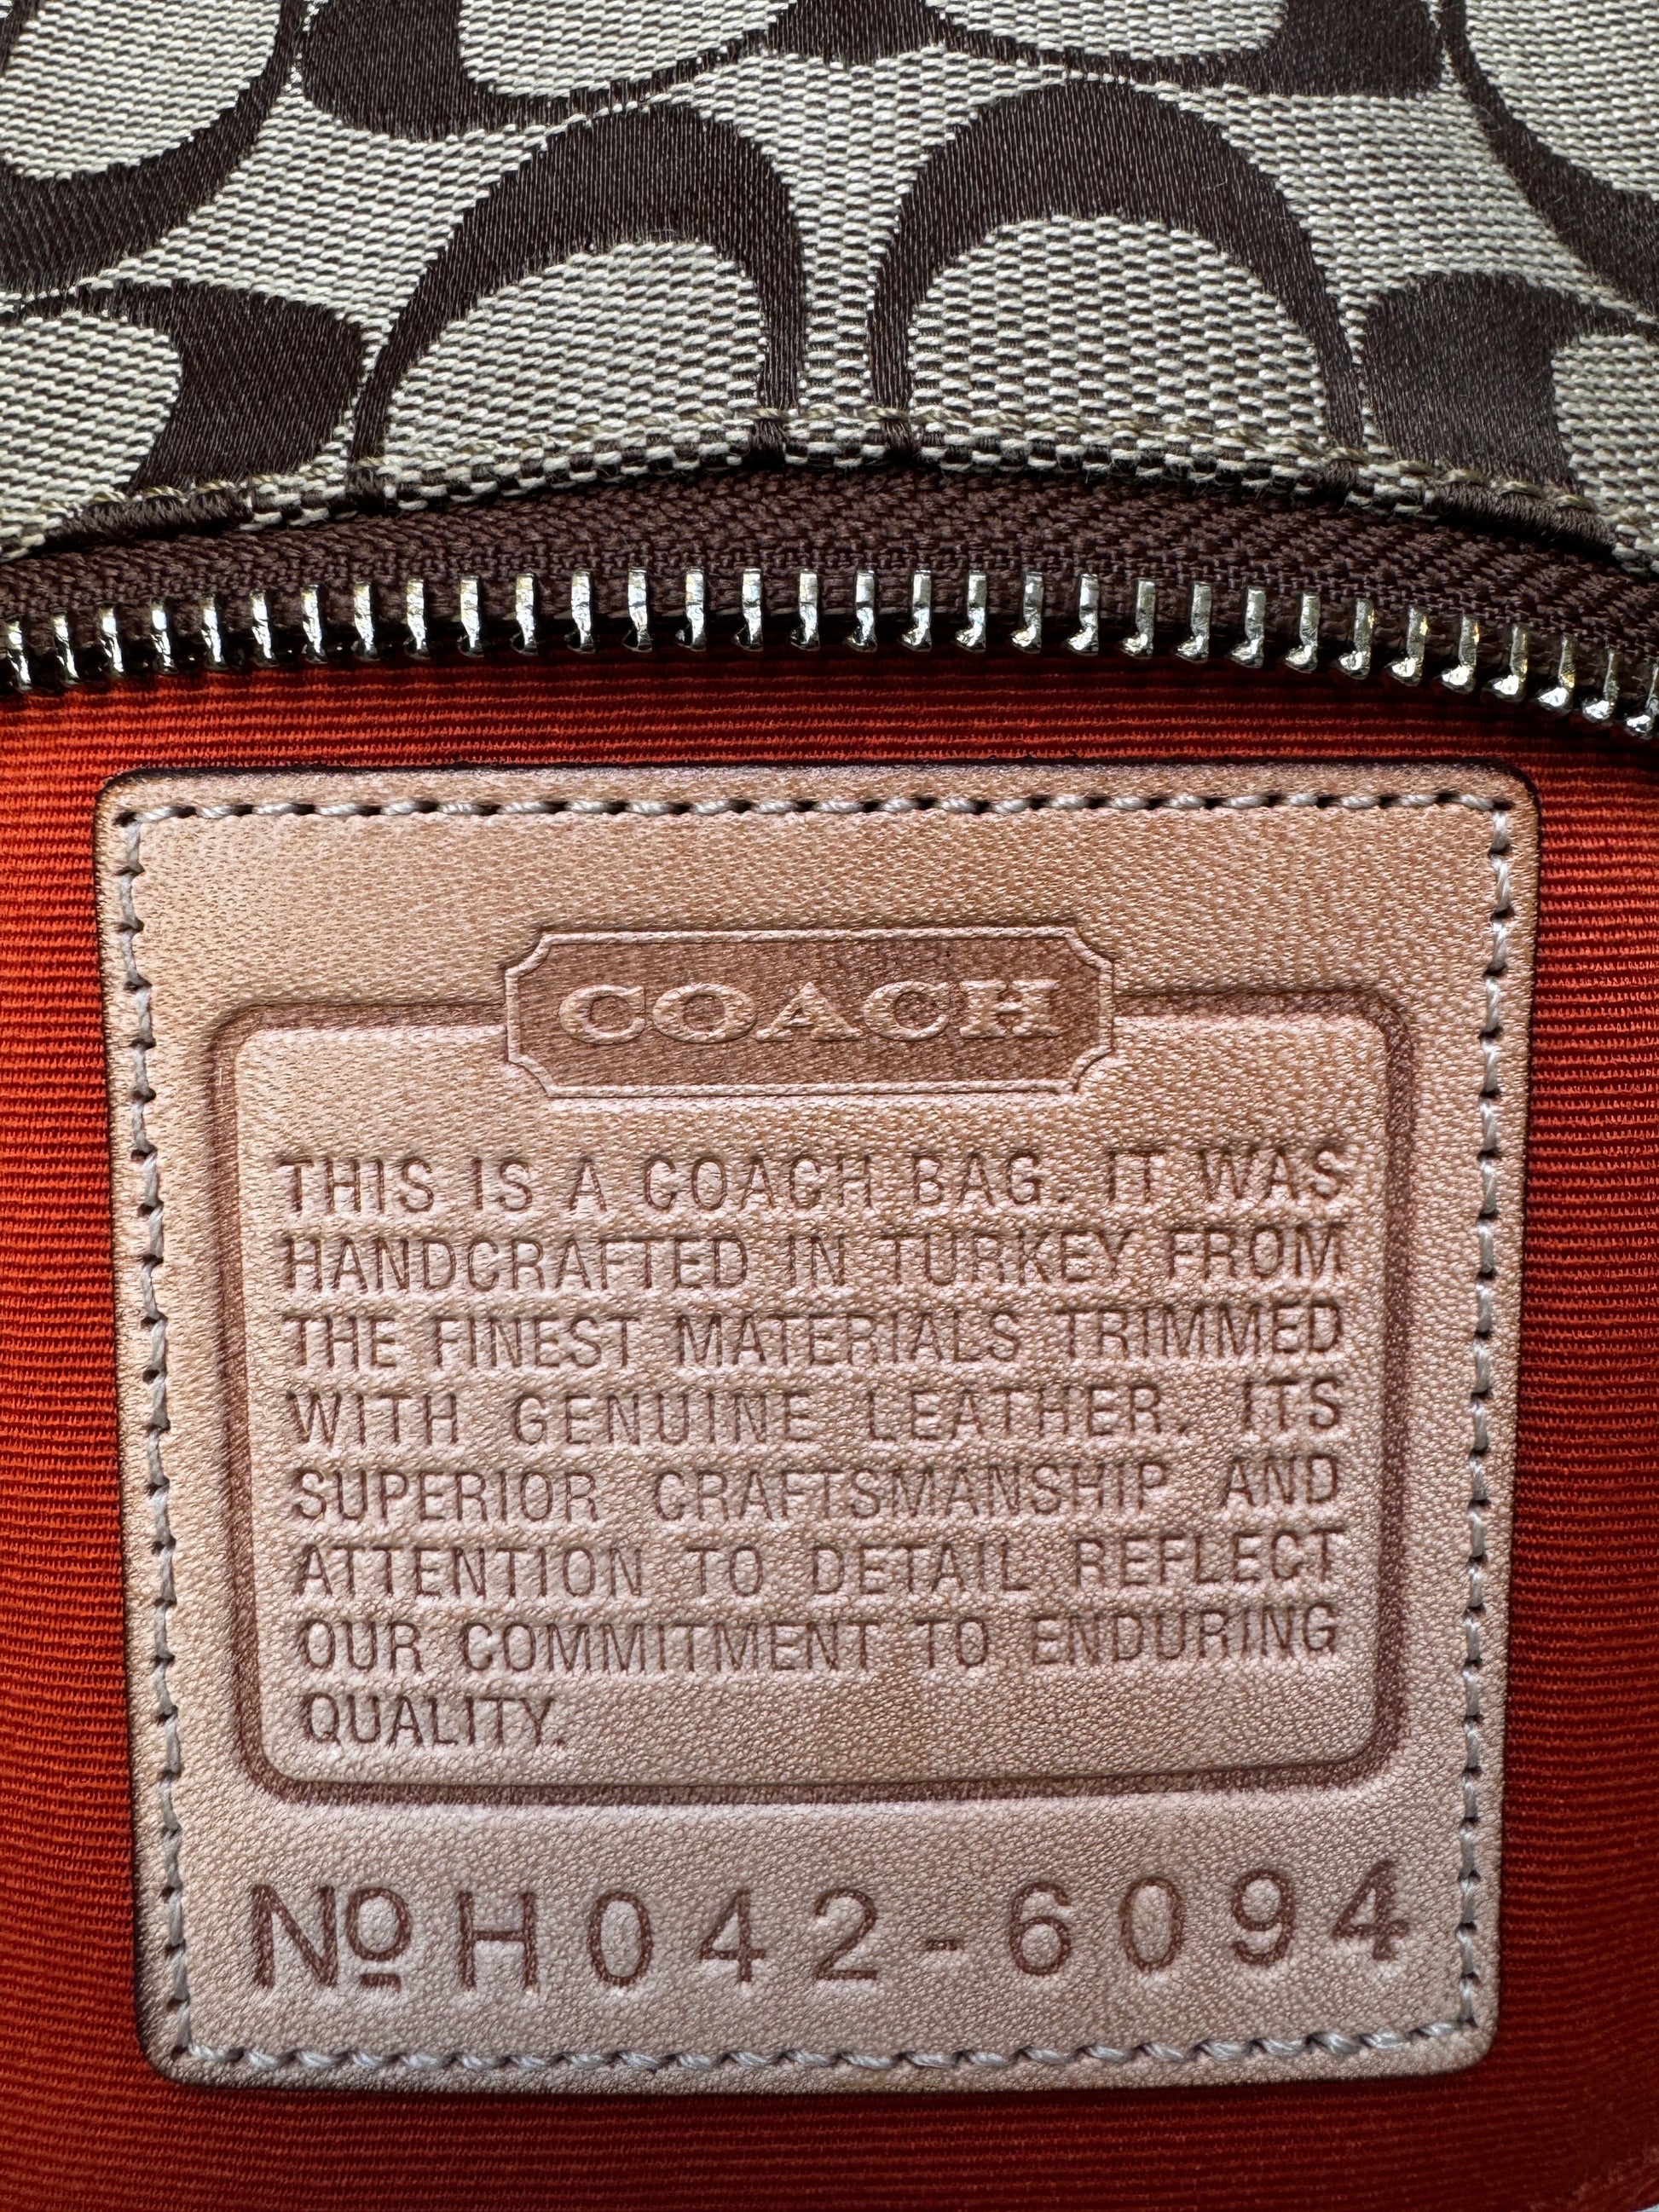 COACH
THIS IS A COACH BAG. IT WAS
HANDCRAFTED IN TURKEY FROM
THE FINEST MATERIALS TRIMMED
WITH GENUINE LEATHER. ITS
SUPERIOR CRAFTSMANSHIP AND
ATTENTION TO DETAIL REFLECT
OUR COMMITMENT TO ENDURING
QUALITY.
Nº H042-6094